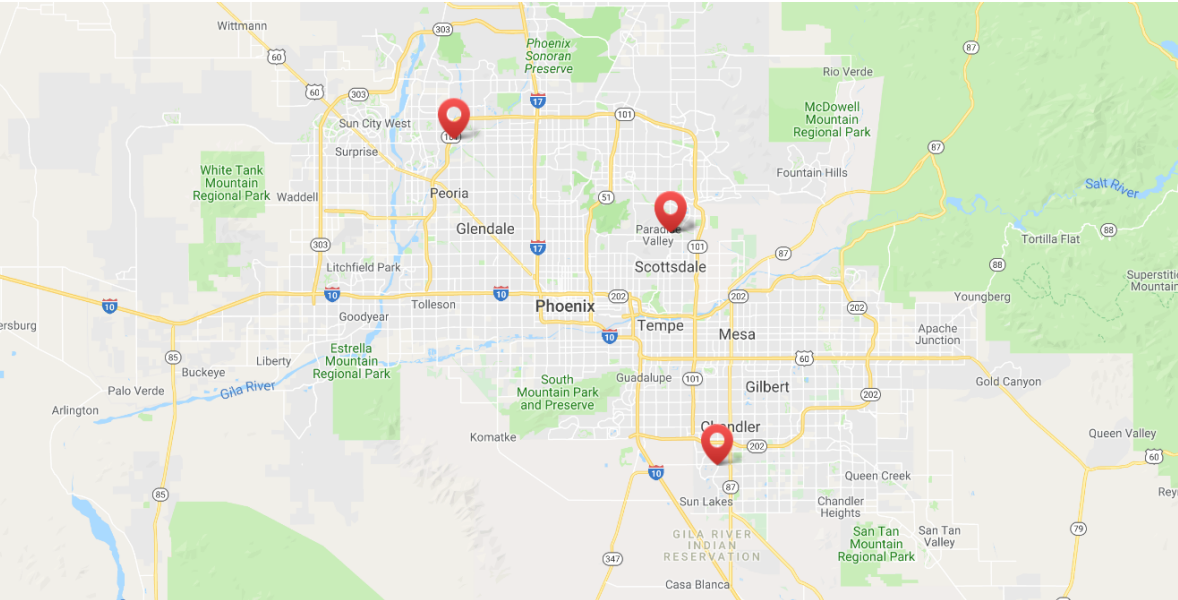 Wittmann
303
Phoenix
Sonoran
Preserve
60
87
Rio Verde
60
303
17
McDowell
Mountain
Regional Park
101
Sun City West
Surprise
87
White Tank
Mountain
Regional Park
Waddell
Peoria
51
Fountain Hills
Salt River
Glendale
Paradise
Valley
88
303
17
101
87
Tortilla Flat
Litchfield Park
Scottsdale
88
Superstiti
Mountain
10
10
10
202
202
Youngberg
Tolleson
Phoenix
202
Goodyear
ersburg
Tempe
Mesa
10
Apache
Junction
85
Liberty
Estrella
Mountain
Regional Park
60
Buckeye
Guadalupe
101
Gilbert
Gold Canyon
Palo Verde
Gila River
South
Mountain Park
and Preserve
202
Arlington
Chandler
Komatke
202
Queen Valley
60
10
Queen Creek
85
87
Rey
Sun Lakes
Chandler
Heights
GILA RIVER
INDIAN
RESERVATION
San Tan
Mountain
Regional Park
San Tan
Valley
79
347
Casa Blanca